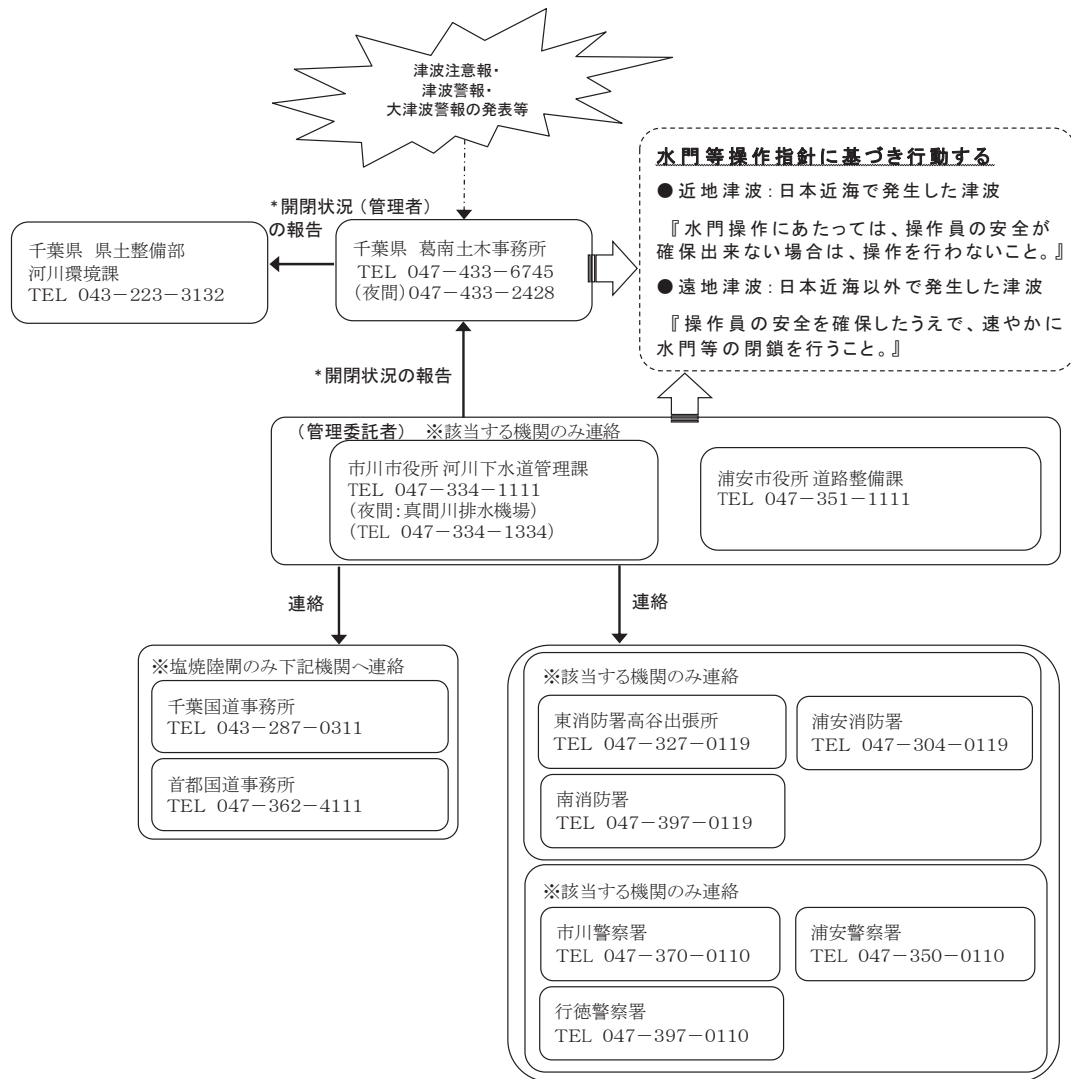 津波注意報・
津波警報・
大津波警報の発表等
水門等操作指針に基づき行動する
●近地津波：日本近海で発生した津波
『水門操作にあたっては、操作員の安全が
確保出来ない場合は、操作を行わないこと。』
●遠地津波：日本近海以外で発生した津波
『操作員の安全を確保したうえで、速やかに
水門等の閉鎖を行うこと。』
*開閉状況（管理者）
の報告
千葉県 県土整備部
河川環境課
TEL 043－223－3132
千葉県 葛南土木事務所
TEL 047－433－6745
(夜間)047－433－2428
*開閉状況の報告
（管理委託者） ※該当する機関のみ連絡
市川市役所 河川下水道管理課
TEL 047－334－1111
(夜間：真間川排水機場)
(TEL 047－334－1334)
浦安市役所 道路整備課
TEL 047－351－1111
連絡
連絡
※塩焼陸閘のみ下記機関へ連絡
千葉国道事務所
TEL 043－287－0311
首都国道事務所
TEL 047－362－4111
※該当する機関のみ連絡
東消防署高谷出張所
TEL 047－327－0119
浦安消防署
TEL 047－304－0119
南消防署
TEL 047－397－0119
※該当する機関のみ連絡
市川警察署
TEL 047－370－0110
浦安警察署
TEL 047－350－0110
行徳警察署
TEL 047－397－0110